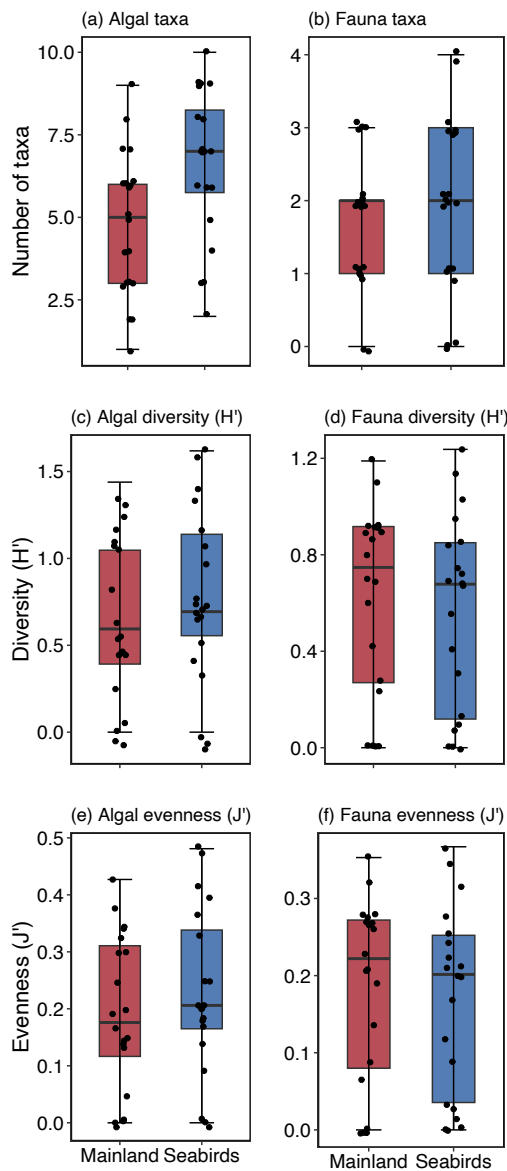 (a) Algal taxa
(b) Fauna taxa
Number of taxa
10.0
7.5
5.0
2.5
4
3
2
1
0
(c) Algal diversity (H')
(d) Fauna diversity (H')
Diversity (H')
1.5
1.0
0.5
0.0
1.2
0.8
0.4
0.0
(e) Algal evenness (J')
(f) Fauna evenness (J')
Evenness (J')
0.5
0.4
0.3
0.2
0.1
0.0
0.3
0.2
0.1
0.0
Mainland Seabirds
Mainland Seabirds